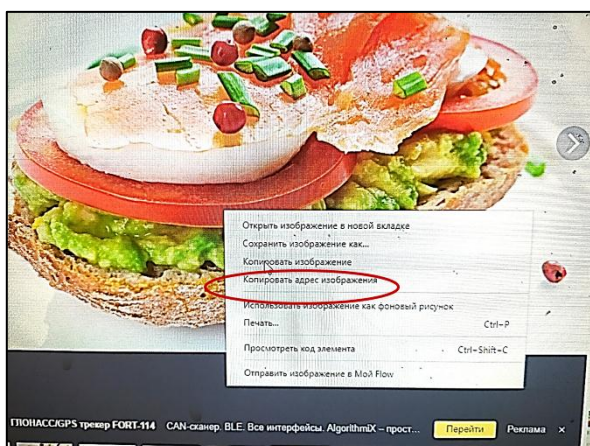 Открыть изображение в новой вкладке
Сохранить изображение как...
Копировать изображение
Копировать адрес изображения
Использовать изображение как фоновый рисунок
Печать... Ctrl-P
Просмотреть код элемента Ctrl-Shift-C
Отправить изображение в Мой Flow
ГЛОНАСС/GPS трекер FORT-114 CAN-сканер. BLE. Все интерфейсы. AlgorithmiX – прост... Перейти Реклама ×